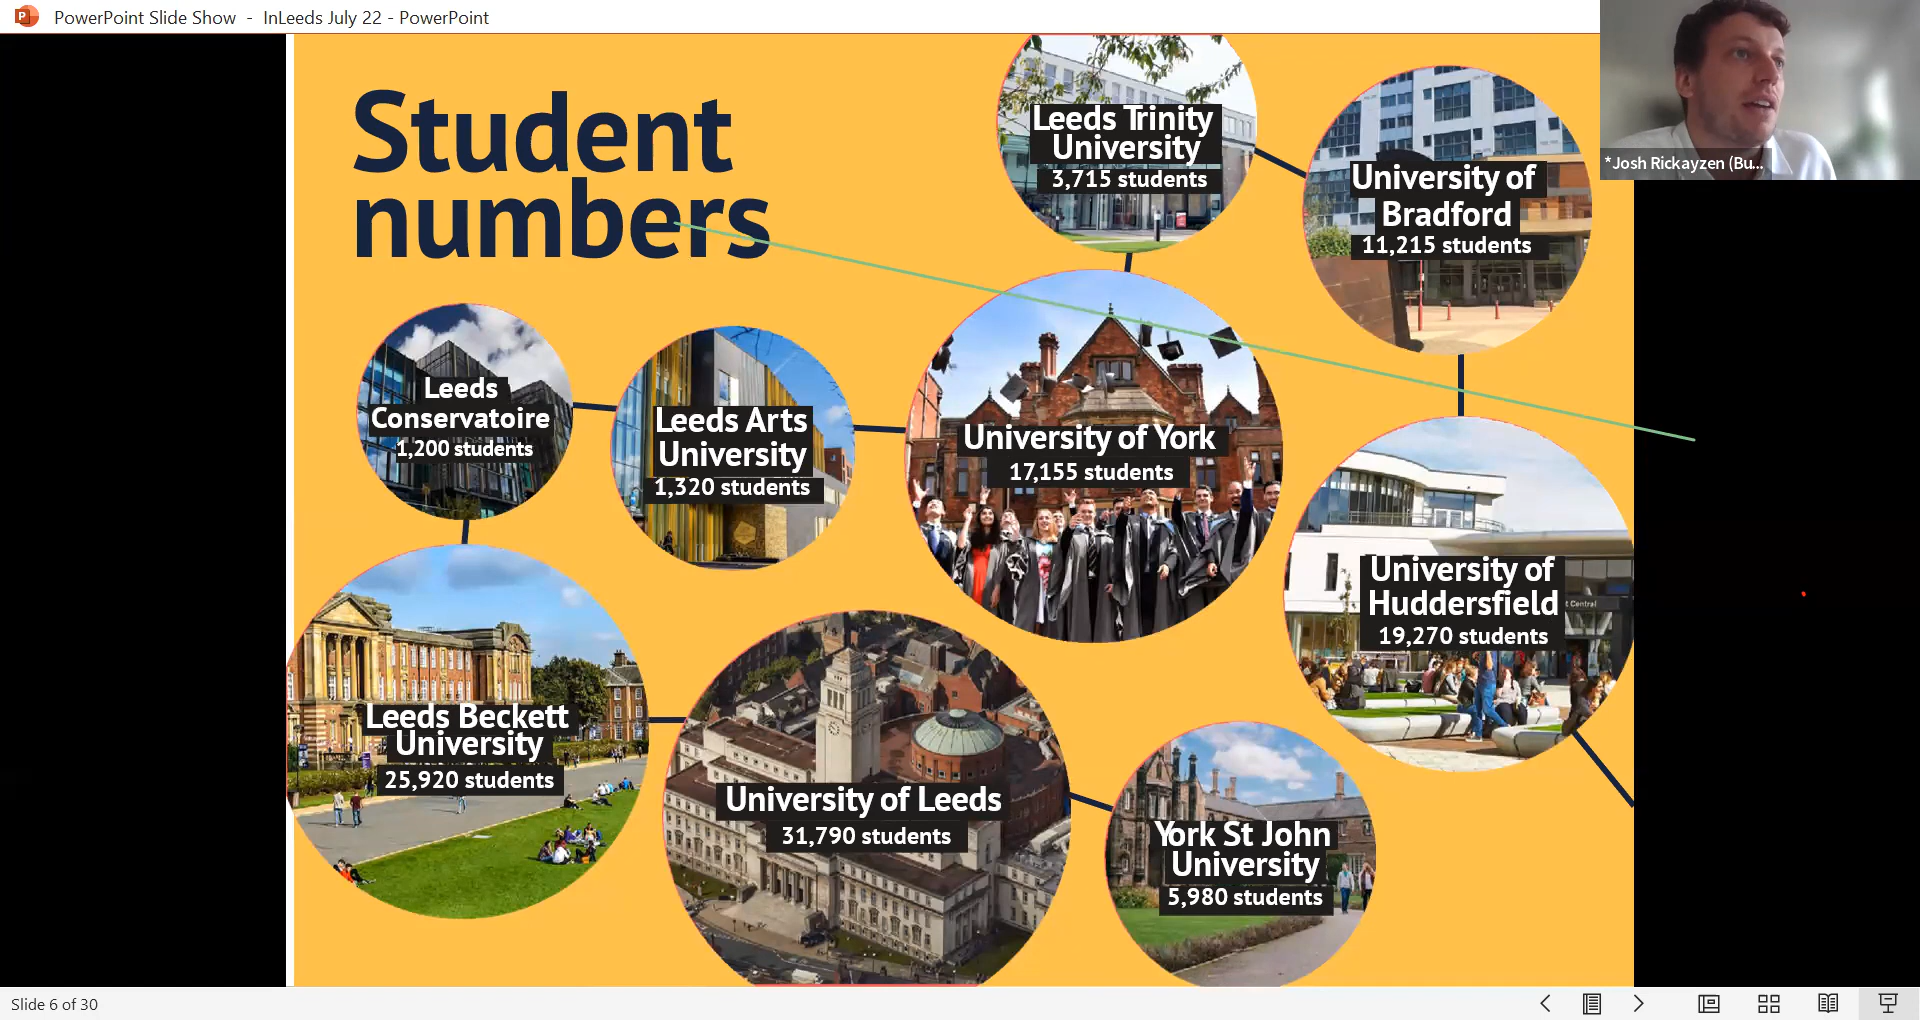 PowerPoint Slide Show - InLeeds July 22 - PowerPoint
Student
numbers
Leeds Trinity
University
3,715 students
University of
Bradford
11,215 students
*Josh Rickayzen (Bu...
Leeds
Conservatoire
1,200 students
Leeds Arts
University
1,320 students
University of York
17,155 students
University of
Huddersfield
19,270 students
Leeds Beckett
University
25,920 students
University of Leeds
31,790 students
York St John
University
5,980 students
Slide 6 of 30